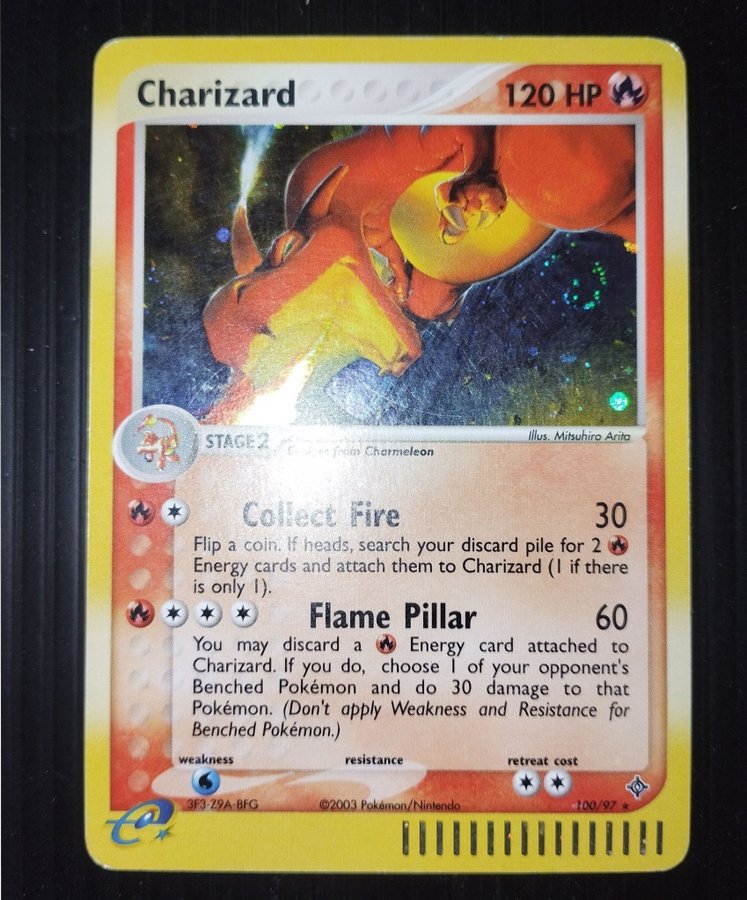 Charizard 120 HP
Illus. Mitsuhiro Arita
STAGE2
from Charmeleon
Collect Fire 30
Flip a coin. If heads, search your discard pile for 2
Energy cards and attach them to Charizard (1 if there
is only 1).
Flame Pillar 60
You may discard a Energy card attached to
Charizard. If you do, choose 1 of your opponent's
Benched Pokémon and do 30 damage to that
Pokémon. (Don't apply Weakness and Resistance for
Benched Pokémon.)
weakness resistance retreat cost
3F3-Z9A-8FG ©2003 Pokémon/Nintendo 100/97 ★
e